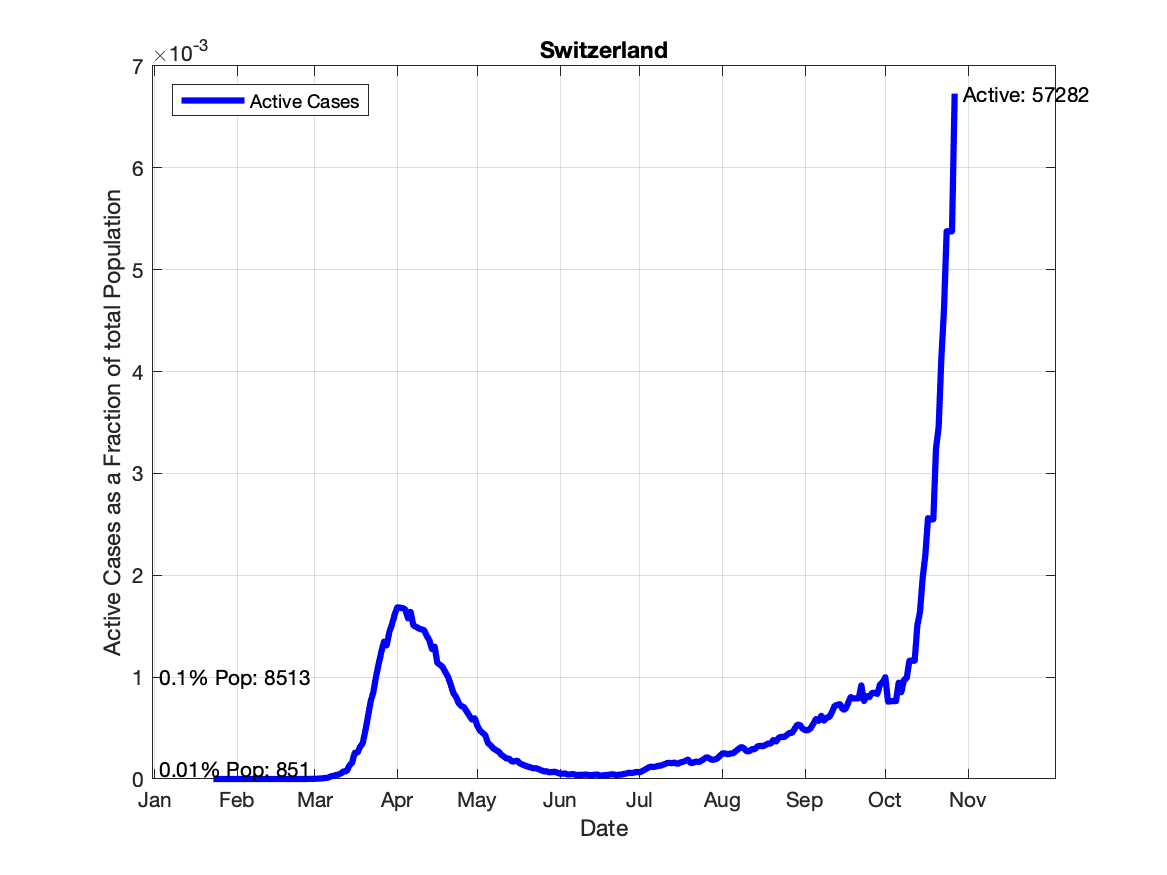 Switzerland
×10-3
Active Cases
Active: 57282
7
6
5
4
3
2
1
0
0.1% Pop: 8513
0.01% Pop: 851
Active Cases as a Fraction of total Population
Jan Feb Mar Apr May Jun Jul Aug Sep Oct Nov
Date